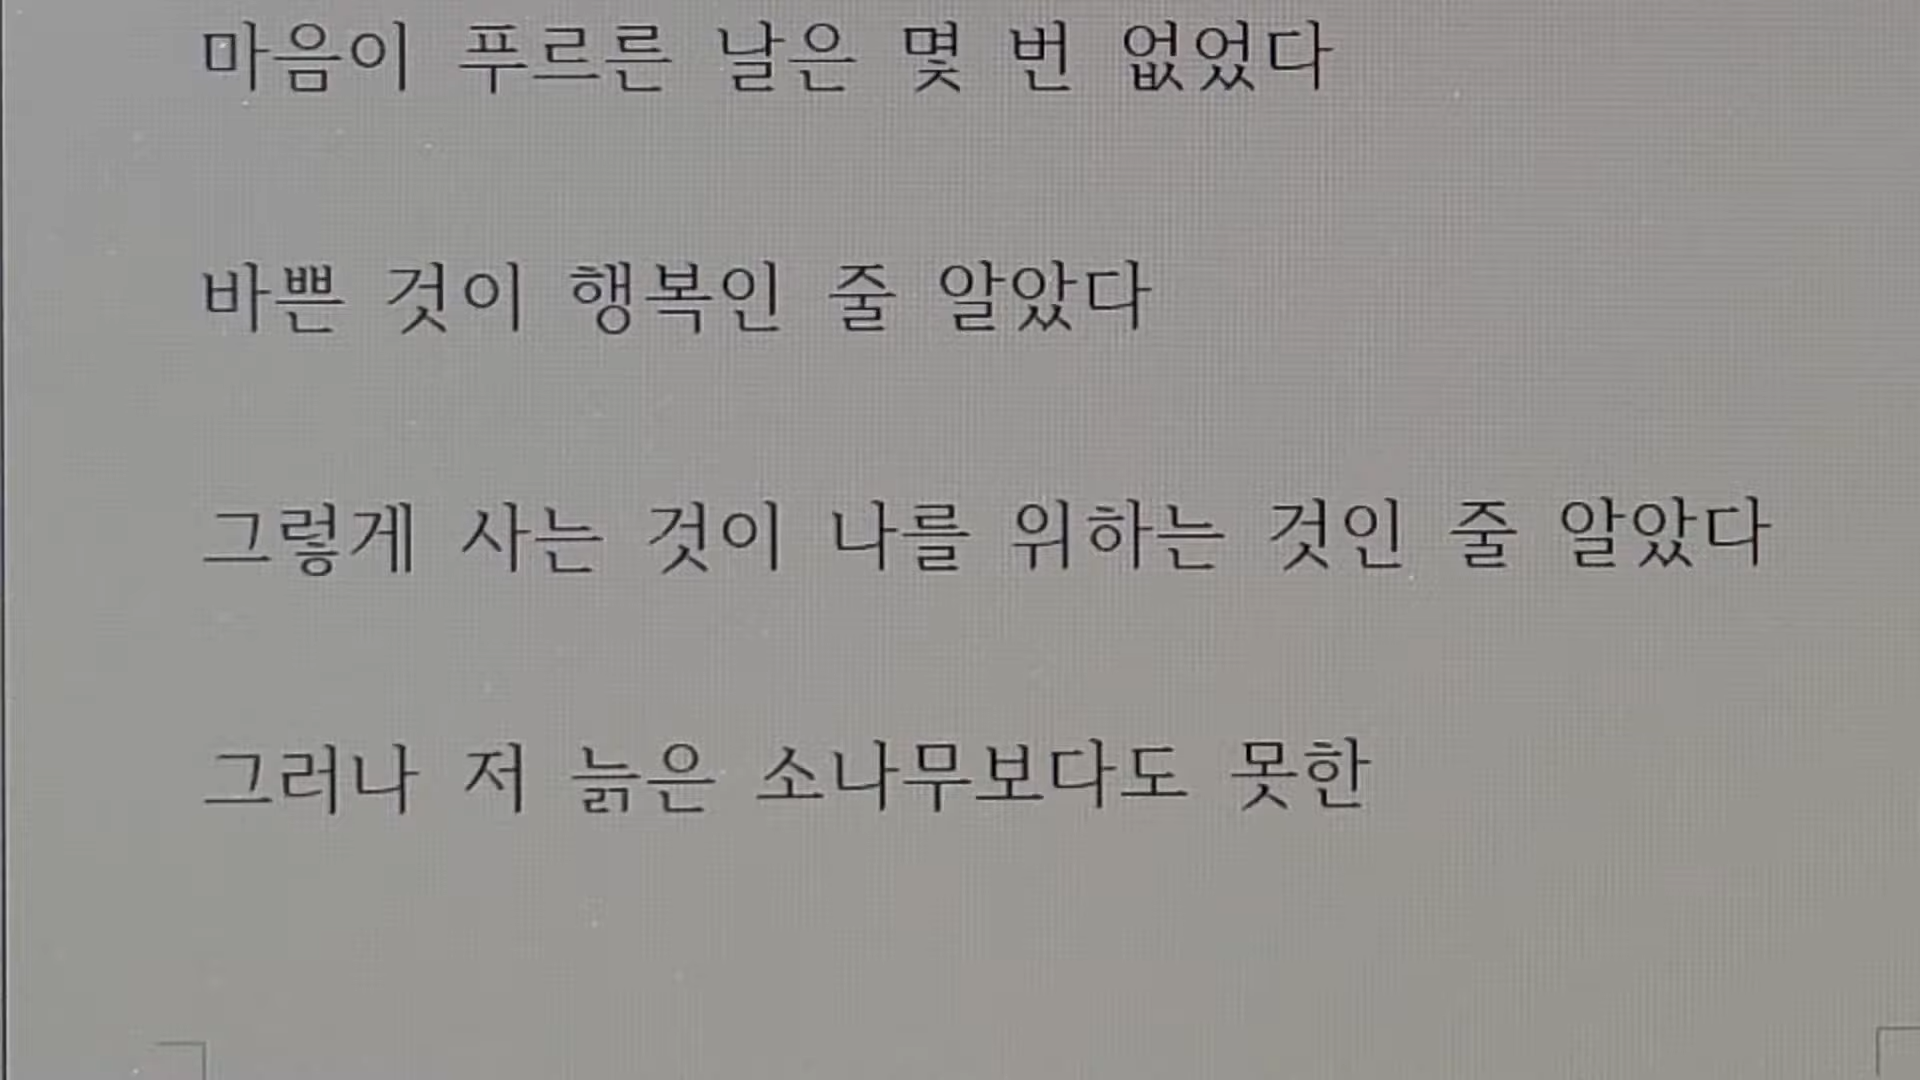 마음이 푸르른 날은 몇 번 없었다
바쁜 것이 행복인 줄 알았다
그렇게 사는 것이 나를 위하는 것인 줄 알았다
그러나 저 늙은 소나무보다도 못한